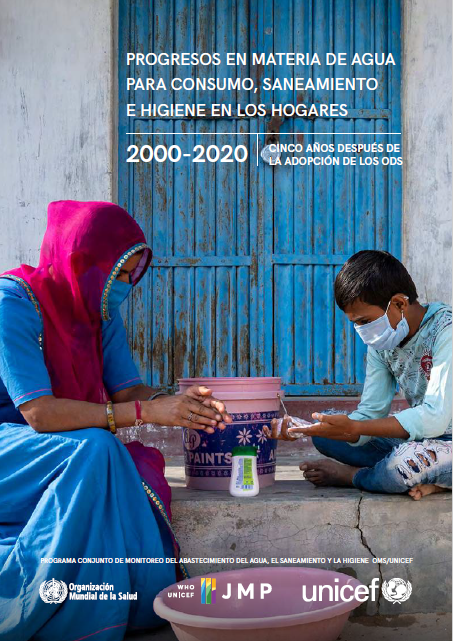 PROGRESOS EN MATERIA DE AGUA
PARA CONSUMO, SANEAMIENTO
E HIGIENE EN LOS HOGARES
2000-2020
CINCO AÑOS DESPUÉS DE
LA ADOPCIÓN DE LOS ODS
PAINTS
PROGRAMA CONJUNTO DE MONITOREO DEL ABASTECIMIENTO DEL AGUA, EL SANEAMIENTO Y LA HIGIENE OMS/UNICEF
Organización
Mundial de la Salud
WHO
UNICEF
JMP
unicef